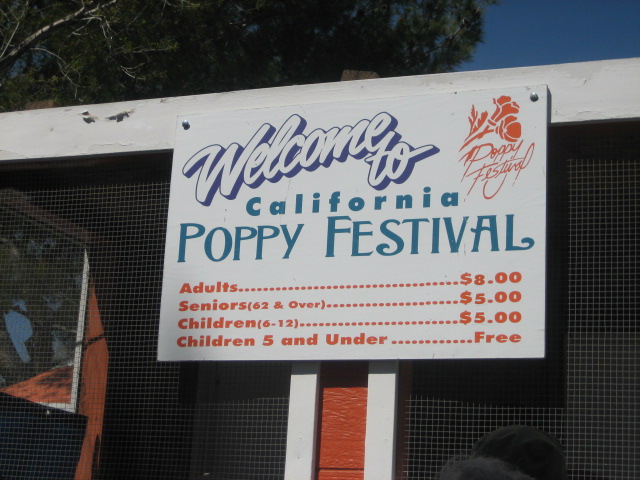 Welcome
to
Poppy
Festival
California
POPPY FESTIVAL
Adults....................................$8.00
Seniors(62 & Over)......................$5.00
Children(6-12)...........................$5.00
Children 5 and Under ............Free